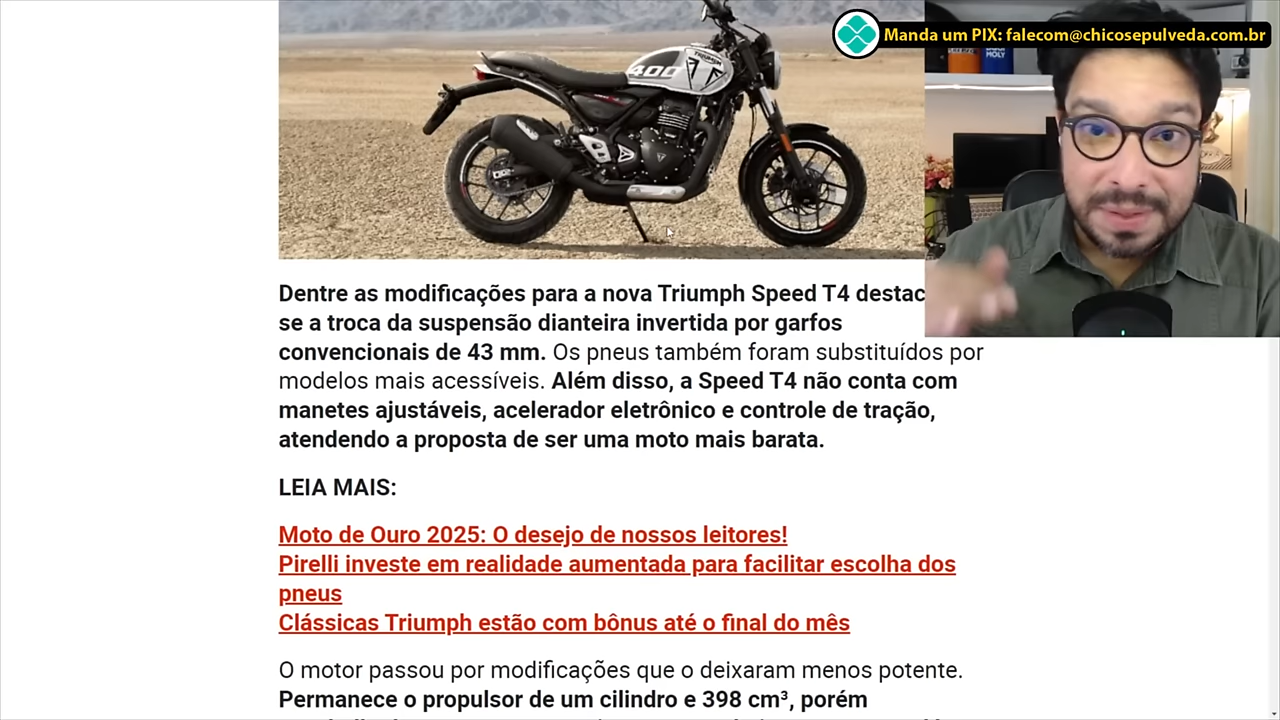 Manda um PIX: falecom@chicosepulveda.com.br
MOLY
400
Dentre as modificações para a nova Triumph Speed T4 destac
se a troca da suspensão dianteira invertida por garfos
convencionais de 43 mm. Os pneus também foram substituídos por
modelos mais acessíveis. Além disso, a Speed T4 não conta com
manetes ajustáveis, acelerador eletrônico e controle de tração,
atendendo a proposta de ser uma moto mais barata.
LEIA MAIS:
Moto de Ouro 2025: O desejo de nossos leitores!
Pirelli investe em realidade aumentada para facilitar escolha dos
pneus
Clássicas Triumph estão com bônus até o final do mês
O motor passou por modificações que o deixaram menos potente.
Permanece o propulsor de um cilindro e 398 cm³, porém